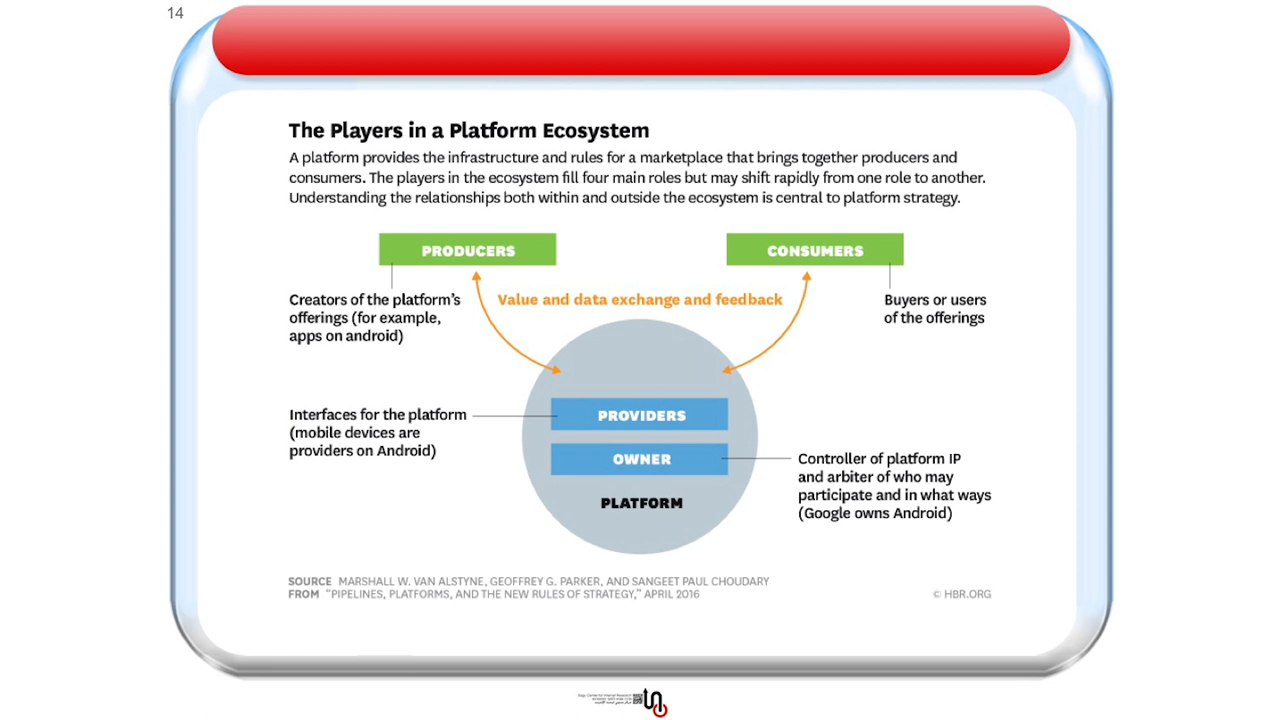 14
The Players in a Platform Ecosystem
A platform provides the infrastructure and rules for a marketplace that brings together producers and
consumers. The players in the ecosystem fill four main roles but may shift rapidly from one role to another.
Understanding the relationships both within and outside the ecosystem is central to platform strategy.
PRODUCERS
CONSUMERS
Creators of the platform's
offerings (for example,
apps on android)
Value and data exchange and feedback
Buyers or users
of the offerings
Interfaces for the platform
(mobile devices are
providers on Android)
PROVIDERS
OWNER
PLATFORM
Controller of platform IP
and arbiter of who may
participate and in what ways
(Google owns Android)
SOURCE MARSHALL W. VAN ALSTYNE, GEOFFREY G. PARKER, AND SANGEET PAUL CHOUDARY
FROM "PIPELINES, PLATFORMS, AND THE NEW RULES OF STRATEGY," APRIL 2016
© HBR.ORG